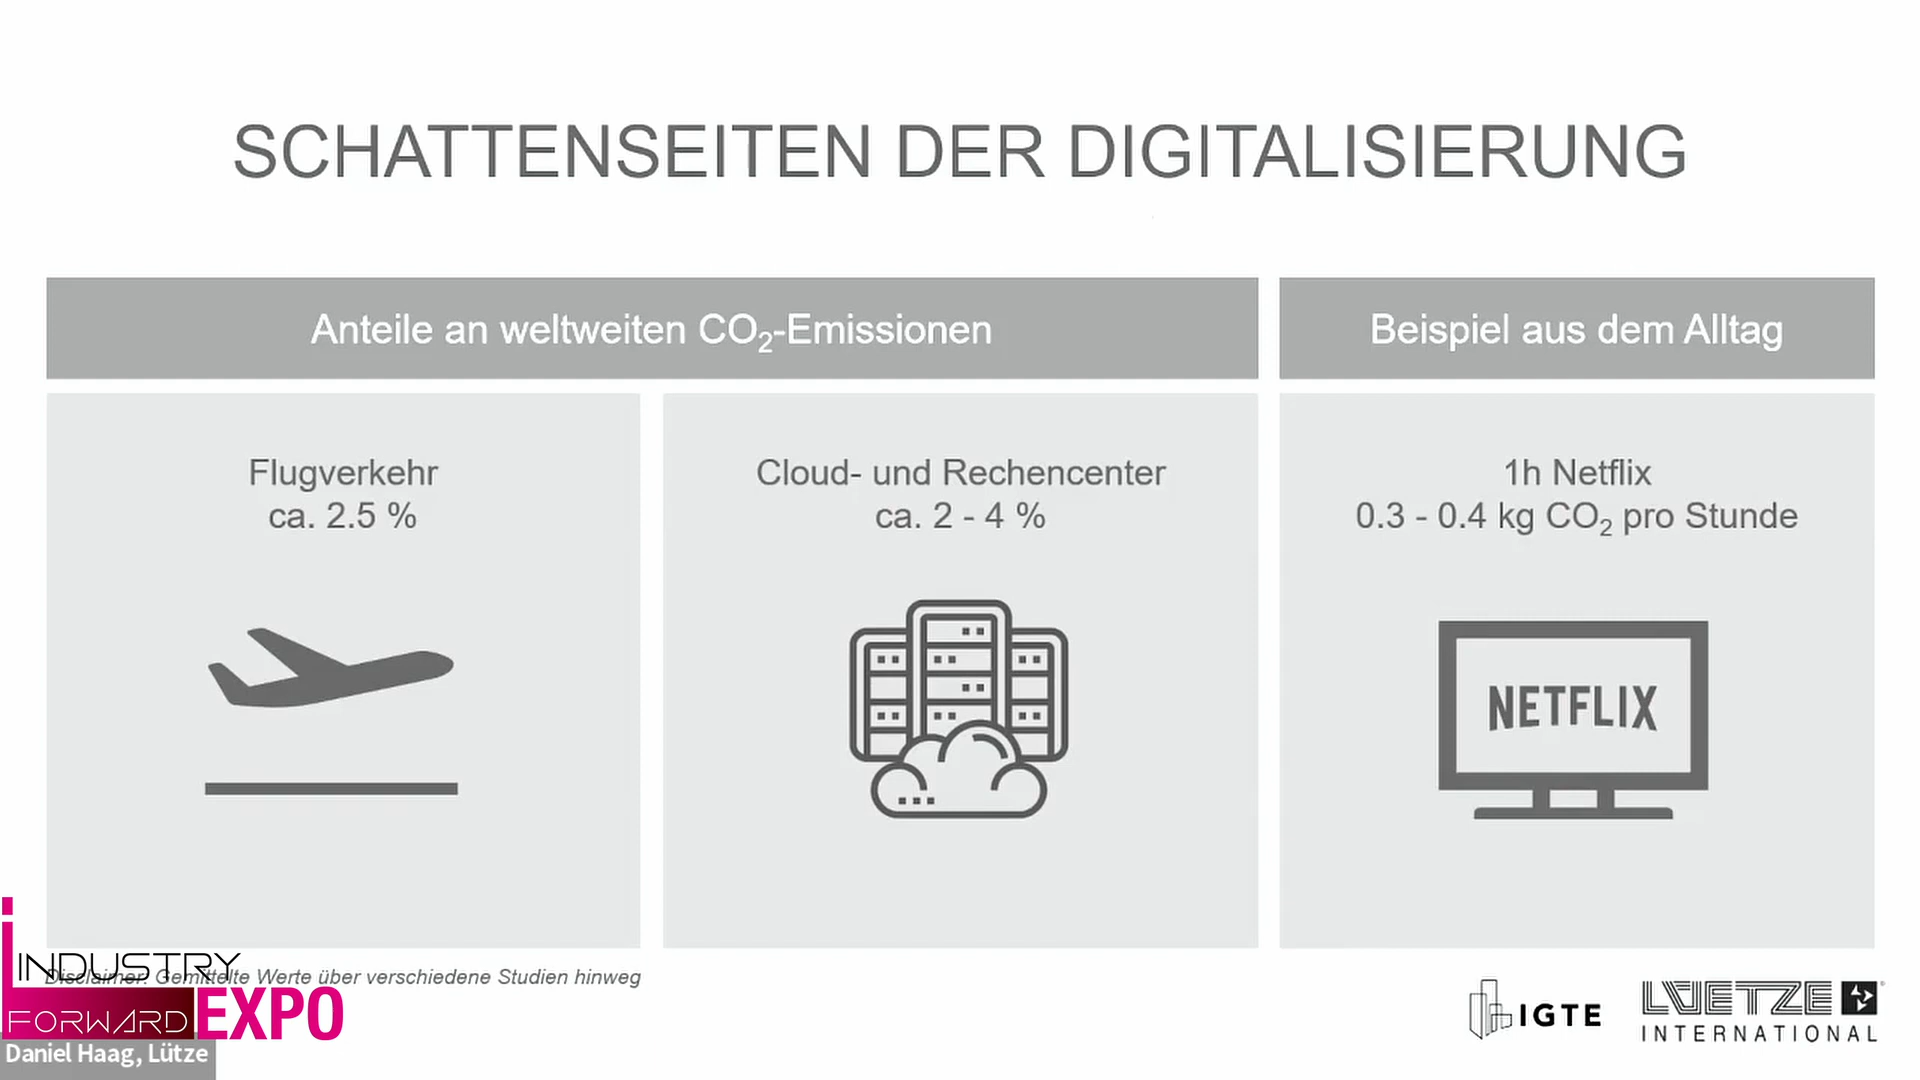 SCHATTENSEITEN DER DIGITALISIERUNG
Anteile an weltweiten CO₂-Emissionen
Beispiel aus dem Alltag
Flugverkehr
ca. 2.5 %
Cloud- und Rechencenter
ca. 2 - 4 %
1h Netflix
0.3 - 0.4 kg CO₂ pro Stunde
NETFLIX
Disclaimer: Gemittelte Werte über verschiedene Studien hinweg
INDUSTRY
FORWARD EXPO
Daniel Haag, Lütze
IGTE
LUETZE
INTERNATIONAL